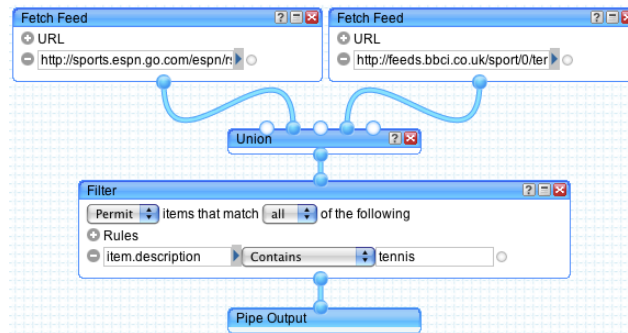 Fetch Feed
URL
http://sports.espn.go.com/espn/rs
Fetch Feed
URL
http://feeds.bbci.co.uk/sport/0/ter
Union
Filter
Permit items that match all of the following
Rules
item.description Contains tennis
Pipe Output